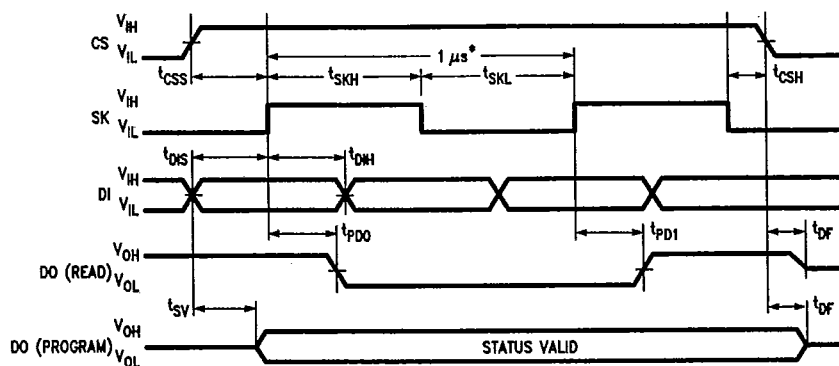 V_IH
CS V_IL
1 μs*
t_CSS t_SKH t_SKL t_CSH
V_IH
SK V_IL
t_DIS t_DIH
V_IH
DI V_IL
t_PD0 t_PD1 t_DF
V_OH
DO (READ) V_OL
t_SV t_DF
V_OH
DO (PROGRAM) STATUS VALID
V_OL